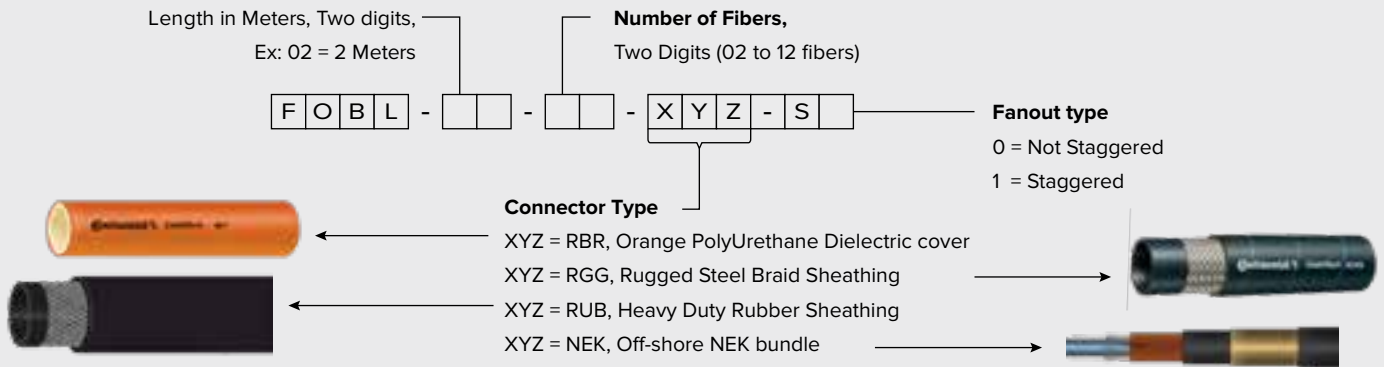 Length in Meters, Two digits,
Ex: 02 = 2 Meters
Number of Fibers,
Two Digits (02 to 12 fibers)
F O B L - - - X Y Z - S
Fanout type
0 = Not Staggered
1 = Staggered
Connector Type
XYZ = RBR, Orange PolyUrethane Dielectric cover
XYZ = RGG, Rugged Steel Braid Sheathing
XYZ = RUB, Heavy Duty Rubber Sheathing
XYZ = NEK, Off-shore NEK bundle